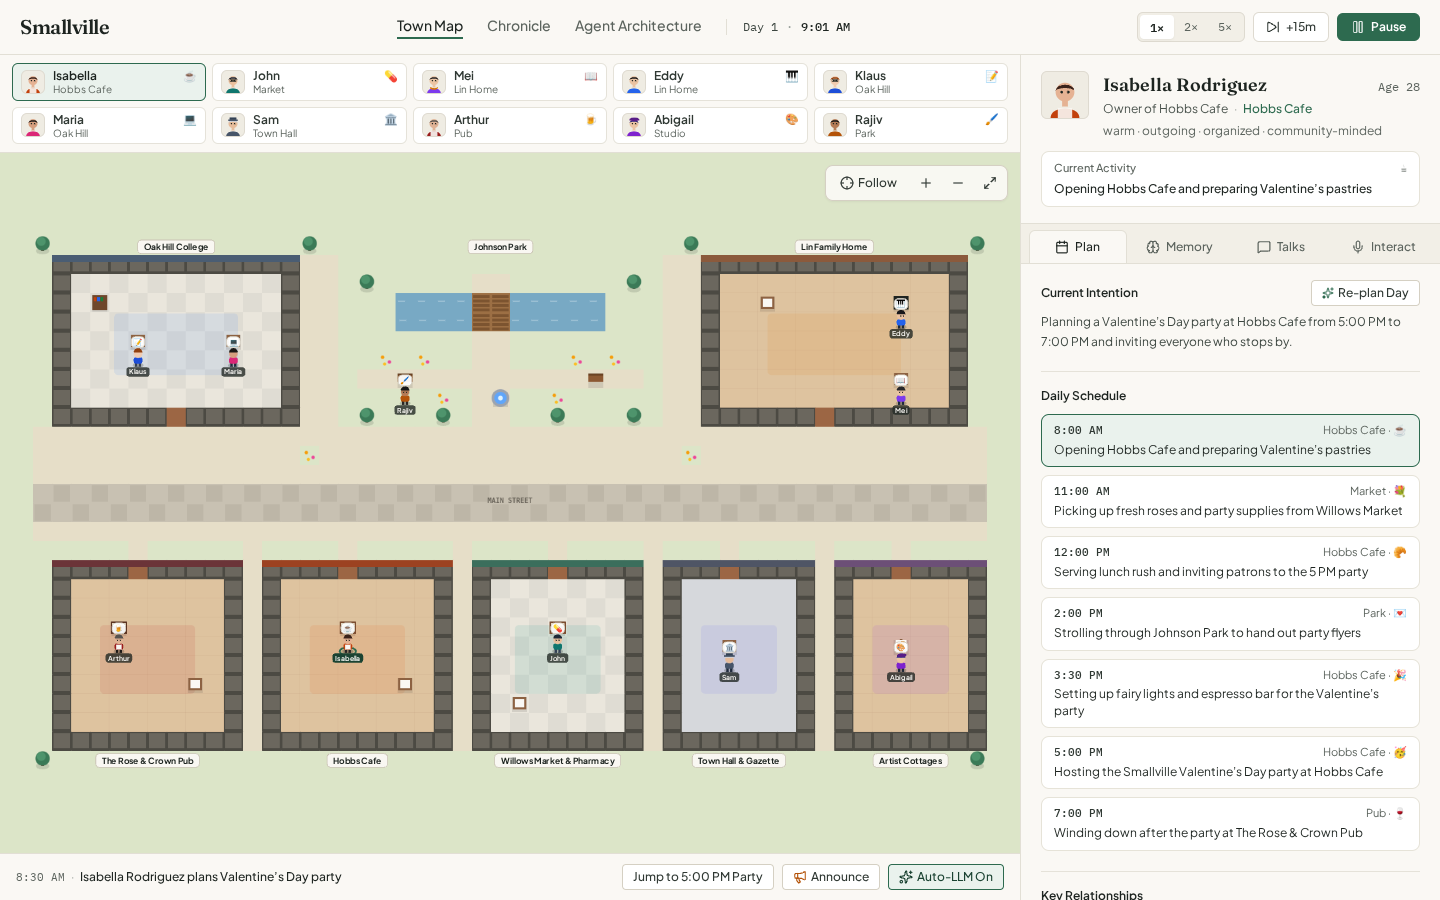 Smallville
Town Map
Chronicle
Agent Architecture
Day 1 · 9:01 AM
1×
2×
5×
+15m
Pause
Isabella
Hobbs Cafe
John
Market
Mei
Lin Home
Eddy
Lin Home
Klaus
Oak Hill
Maria
Oak Hill
Sam
Town Hall
Arthur
Pub
Abigail
Studio
Rajiv
Park
Follow
Oak Hill College
Johnson Park
Lin Family Home
Klaus
Maria
Rajiv
Eddy
Mei
MAIN STREET
Arthur
Isabella
John
Sam
Abigail
The Rose & Crown Pub
Hobbs Cafe
Willows Market & Pharmacy
Town Hall & Gazette
Artist Cottages
8:30 AM · Isabella Rodriguez plans Valentine's Day party
Jump to 5:00 PM Party
Announce
Auto-LLM On
Isabella Rodriguez
Age 28
Owner of Hobbs Cafe · Hobbs Cafe
warm · outgoing · organized · community-minded
Current Activity
Opening Hobbs Cafe and preparing Valentine's pastries
Plan
Memory
Talks
Interact
Current Intention
Re-plan Day
Planning a Valentine's Day party at Hobbs Cafe from 5:00 PM to
7:00 PM and inviting everyone who stops by.
Daily Schedule
8:00 AM
Hobbs Cafe ·
Opening Hobbs Cafe and preparing Valentine's pastries
11:00 AM
Market ·
Picking up fresh roses and party supplies from Willows Market
12:00 PM
Hobbs Cafe ·
Serving lunch rush and inviting patrons to the 5 PM party
2:00 PM
Park ·
Strolling through Johnson Park to hand out party flyers
3:30 PM
Hobbs Cafe ·
Setting up fairy lights and espresso bar for the Valentine's
party
5:00 PM
Hobbs Cafe ·
Hosting the Smallville Valentine's Day party at Hobbs Cafe
7:00 PM
Pub ·
Winding down after the party at The Rose & Crown Pub
Key Relationships